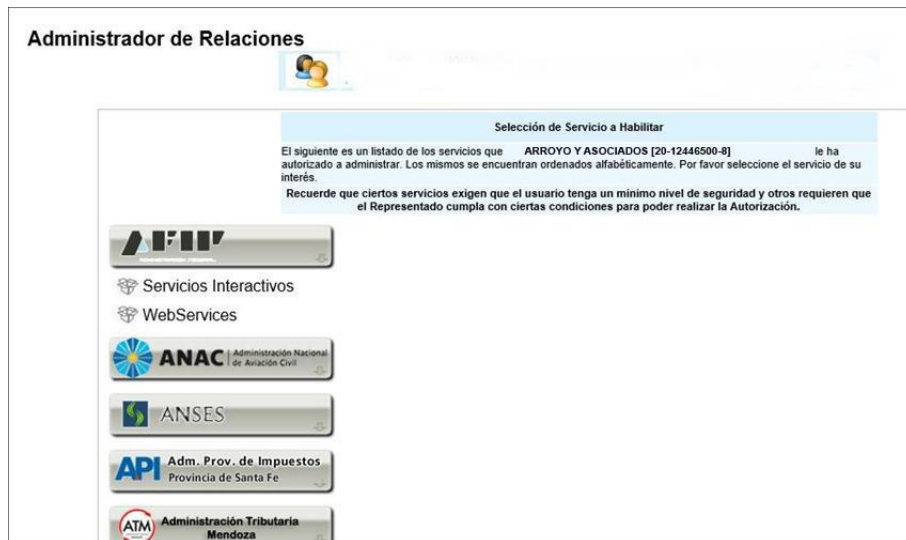 Administrador de Relaciones
Selección de Servicio a Habilitar
El siguiente es un listado de los servicios que ARROYO Y ASOCIADOS [20-12446500-8] le ha
autorizado a administrar. Los mismos se encuentran ordenados alfabéticamente. Por favor seleccione el servicio de su
interés.
Recuerde que ciertos servicios exigen que el usuario tenga un minimo nivel de seguridad y otros requieren que
el Representado cumpla con ciertas condiciones para poder realizar la Autorización.
AFIP
Servicios Interactivos
WebServices
ANAC Administración Nacional
de Aviación Civil
ANSES
API Adm. Prov. de Impuestos
Provincia de Santa Fe
ATM Administración Tributaria
Mendoza